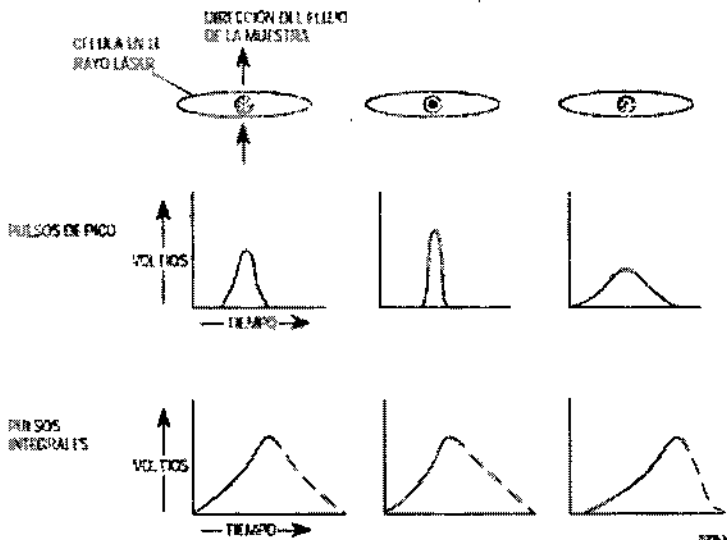 DIRECCIÓN DEL FLUJO
DE LA MUESTRA
CÉLULA EN EL
RAYO LÁSER
PULSOS DE PICO
VOLTIOS
TIEMPO
PULSOS
INTEGRALES
VOLTIOS
TIEMPO